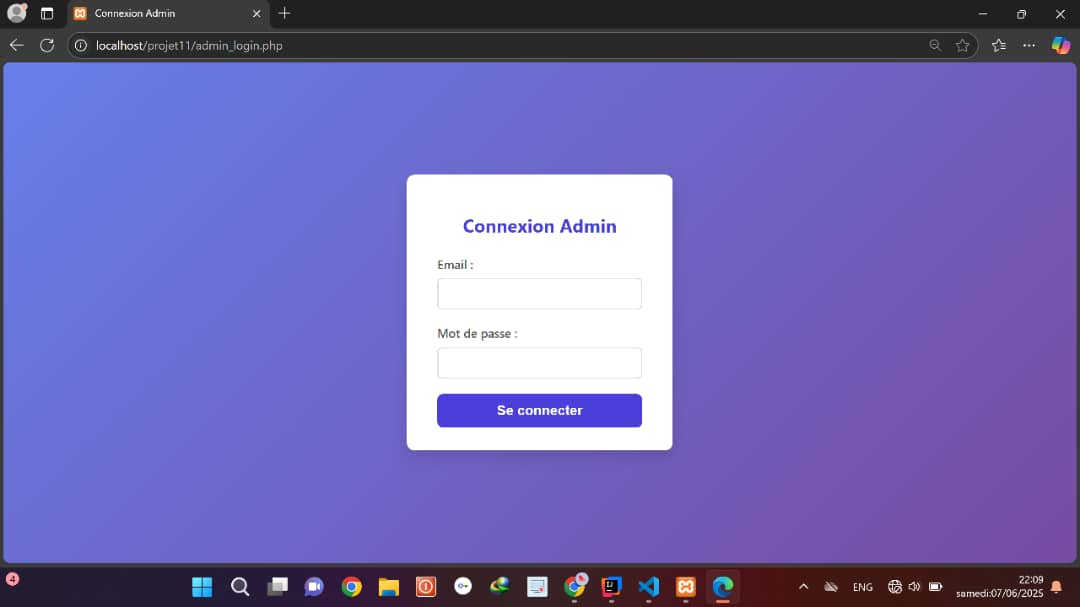 Connexion Admin
localhost/projet11/admin_login.php
Connexion Admin
Email :
Mot de passe :
Se connecter
4
ENG
22:09
samedi:07/06/2025